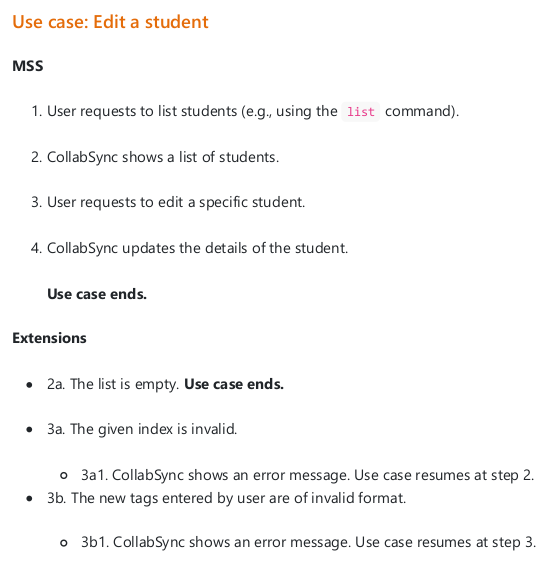 Use case: Edit a student
MSS
1. User requests to list students (e.g., using the list command).
2. CollabSync shows a list of students.
3. User requests to edit a specific student.
4. CollabSync updates the details of the student.
Use case ends.
Extensions
• 2a. The list is empty. Use case ends.
• 3a. The given index is invalid.
○ 3a1. CollabSync shows an error message. Use case resumes at step 2.
• 3b. The new tags entered by user are of invalid format.
○ 3b1. CollabSync shows an error message. Use case resumes at step 3.